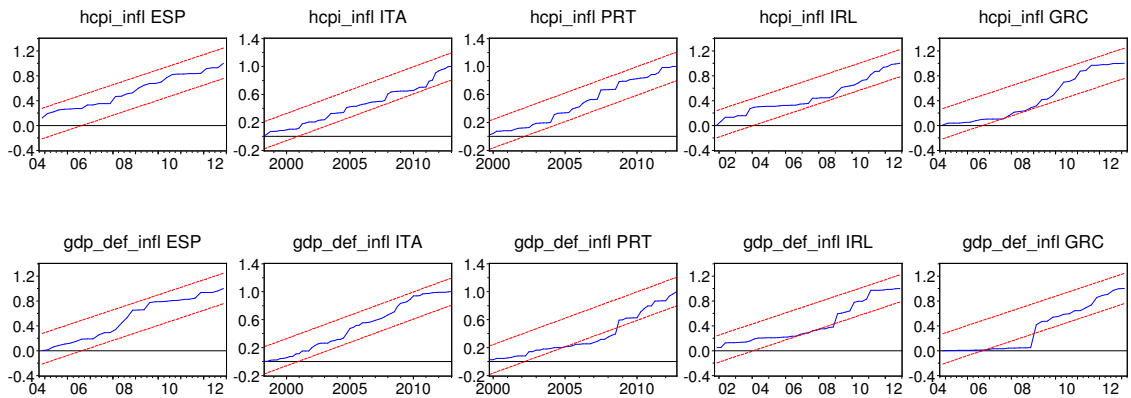 hcpi_infl ESP hcpi_infl ITA hcpi_infl PRT hcpi_infl IRL hcpi_infl GRC
1.2 1.6 1.6 1.2 1.2
0.8 1.2 1.2 0.8 0.8
0.4 0.6 0.6 0.4 0.4
0.0 0.2 0.2 0.0 0.0
-0.4 -0.2 -0.2 -0.4 -0.4
04 06 08 10 12 2000 2005 2010 2000 2005 2010 02 04 06 08 10 12 04 06 08 10 12
gdp_def_infl ESP gdp_def_infl ITA gdp_def_infl PRT gdp_def_infl IRL gdp_def_infl GRC
1.2 1.4 1.4 1.2 1.2
0.8 1.0 1.0 0.8 0.8
0.4 0.6 0.6 0.4 0.4
0.0 0.2 0.2 0.0 0.0
-0.4 -0.2 -0.2 -0.4 -0.4
04 06 08 10 12 2000 2005 2010 2000 2005 2010 02 04 06 08 10 12 04 06 08 10 12